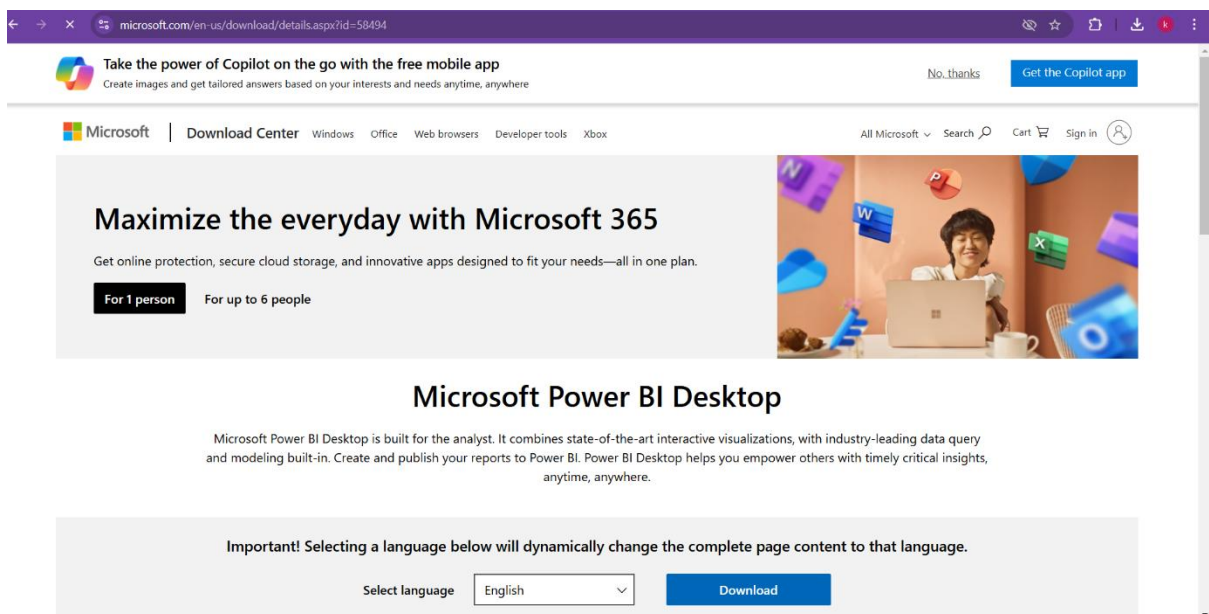 microsoft.com/en-us/download/details.aspx?id=58494
k
Take the power of Copilot on the go with the free mobile app
Create images and get tailored answers based on your interests and needs anytime, anywhere
No, thanks
Get the Copilot app
Microsoft
Download Center Windows Office Web browsers Developer tools Xbox
All Microsoft Search Cart Sign in
Maximize the everyday with Microsoft 365
Get online protection, secure cloud storage, and innovative apps designed to fit your needs—all in one plan.
For 1 person For up to 6 people
N
P
W
X
O
Microsoft Power BI Desktop
Microsoft Power BI Desktop is built for the analyst. It combines state-of-the-art interactive visualizations, with industry-leading data query
and modeling built-in. Create and publish your reports to Power BI. Power BI Desktop helps you empower others with timely critical insights,
anytime, anywhere.
Important! Selecting a language below will dynamically change the complete page content to that language.
Select language English Download